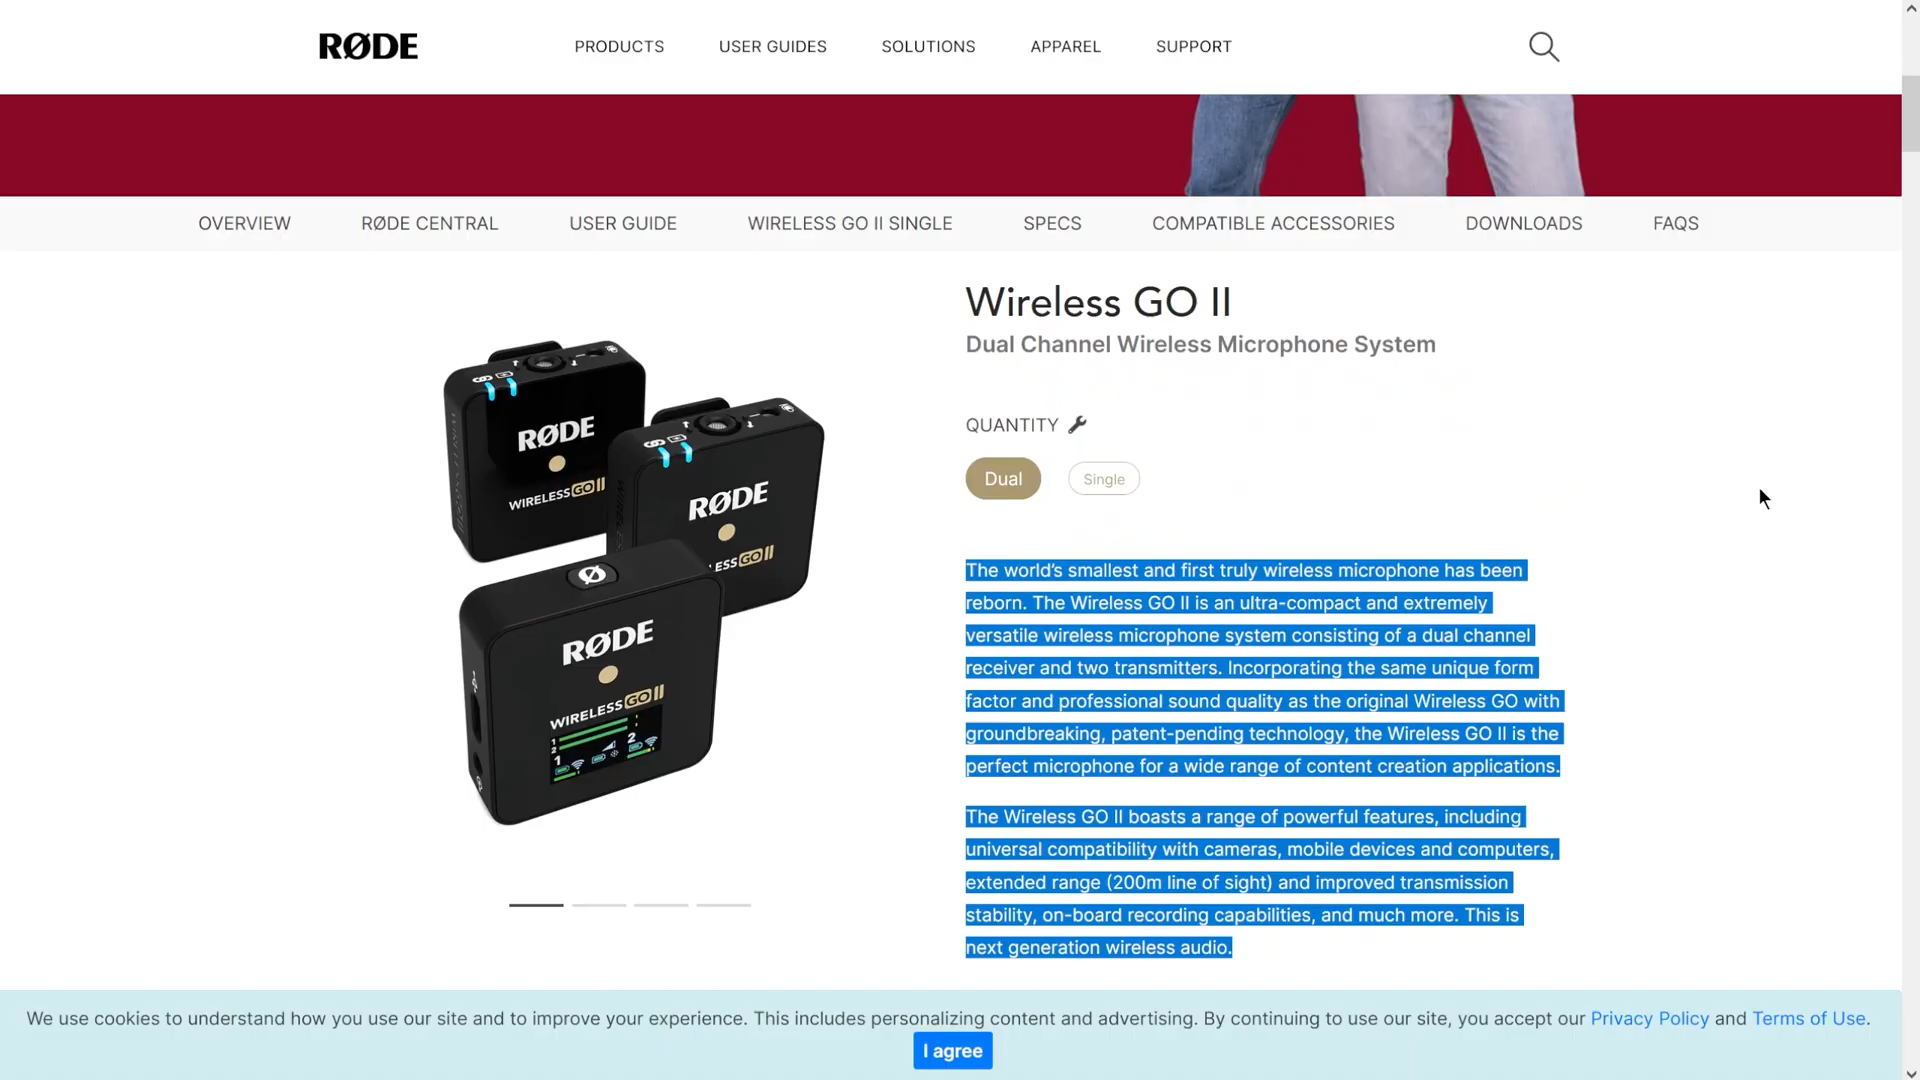 RØDE
PRODUCTS
USER GUIDES
SOLUTIONS
APPAREL
SUPPORT
OVERVIEW
RØDE CENTRAL
USER GUIDE
WIRELESS GO II SINGLE
SPECS
COMPATIBLE ACCESSORIES
DOWNLOADS
FAQS
RØDE
WIRELESS GO II
RØDE
LESS GO II
RØDE
WIRELESS GO II
1
2
1
2
Wireless GO II
Dual Channel Wireless Microphone System
QUANTITY
Dual
Single
The world’s smallest and first truly wireless microphone has been
reborn. The Wireless GO II is an ultra-compact and extremely
versatile wireless microphone system consisting of a dual channel
receiver and two transmitters. Incorporating the same unique form
factor and professional sound quality as the original Wireless GO with
groundbreaking, patent-pending technology, the Wireless GO II is the
perfect microphone for a wide range of content creation applications.
The Wireless GO II boasts a range of powerful features, including
universal compatibility with cameras, mobile devices and computers,
extended range (200m line of sight) and improved transmission
stability, on-board recording capabilities, and much more. This is
next generation wireless audio.
We use cookies to understand how you use our site and to improve your experience. This includes personalizing content and advertising. By continuing to use our site, you accept our Privacy Policy and Terms of Use.
I agree